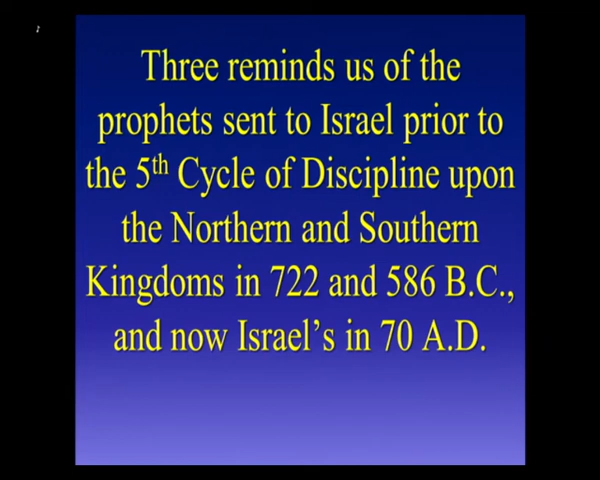 Three reminds us of the
prophets sent to Israel prior to
the 5th Cycle of Discipline upon
the Northern and Southern
Kingdoms in 722 and 586 B.C.,
and now Israel’s in 70 A.D.